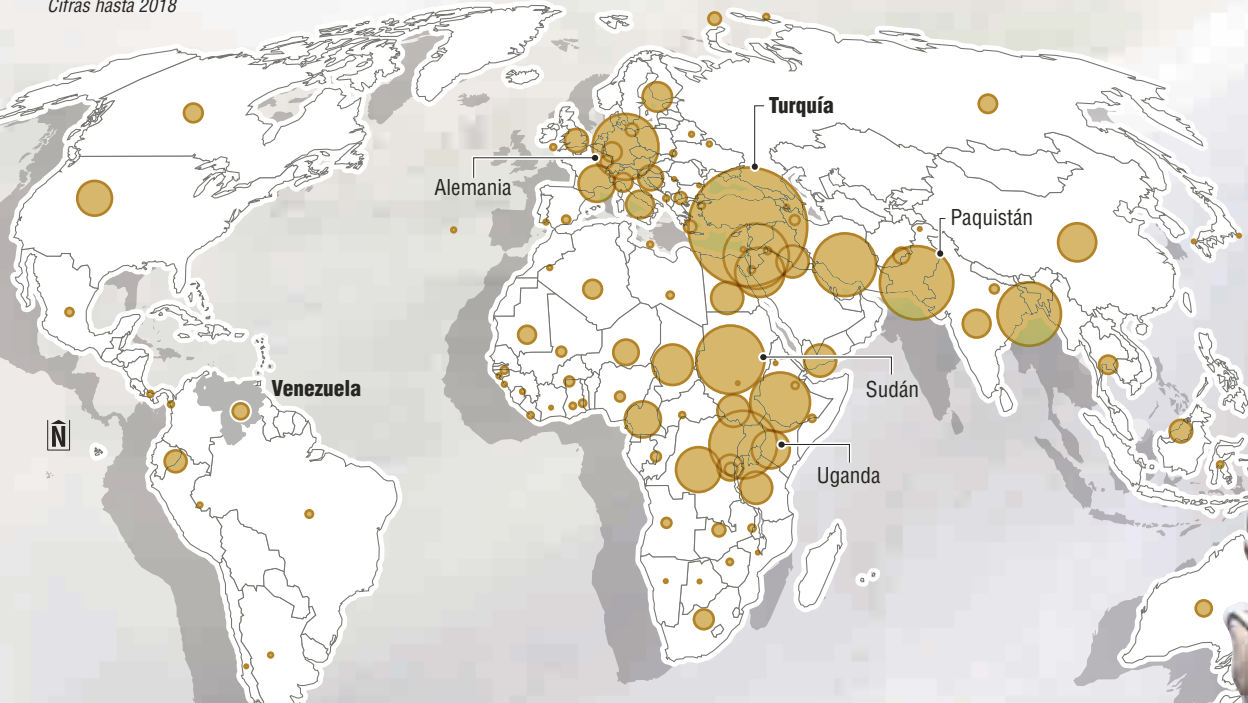 Cifras hasta 2018
Turquía
Alemania
Paquistán
Venezuela
Sudán
N
Uganda